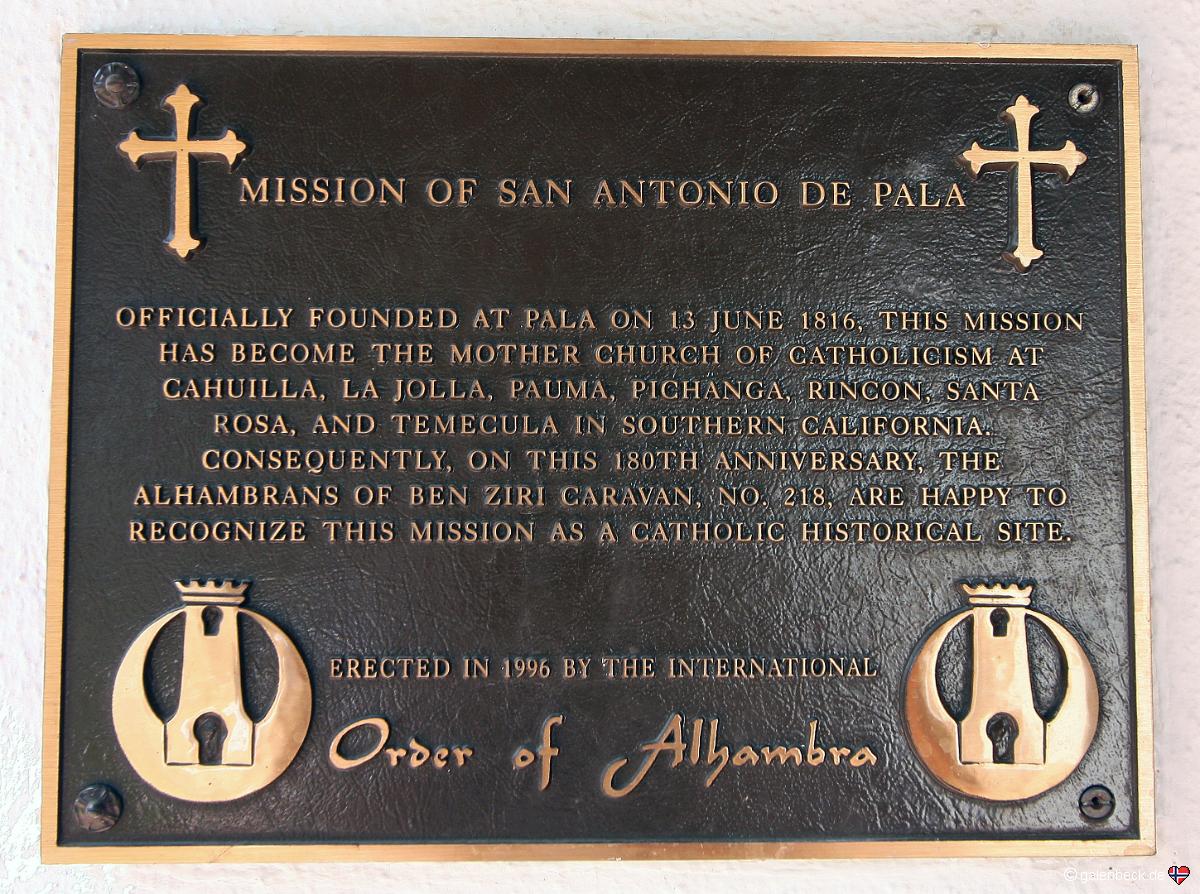 MISSION OF SAN ANTONIO DE PALA
OFFICIALLY FOUNDED AT PALA ON 13 JUNE 1816, THIS MISSION
HAS BECOME THE MOTHER CHURCH OF CATHOLICISM AT
CAHUILLA, LA JOLLA, PAUMA, PICHANGA, RINCON, SANTA
ROSA, AND TEMECULA IN SOUTHERN CALIFORNIA.
CONSEQUENTLY, ON THIS 180TH ANNIVERSARY, THE
ALHAMBRANS OF BEN ZIRI CARAVAN, NO. 218, ARE HAPPY TO
RECOGNIZE THIS MISSION AS A CATHOLIC HISTORICAL SITE.
ERECTED IN 1996 BY THE INTERNATIONAL
Order of Alhambra
© galenbeck.de